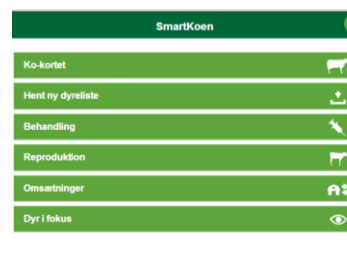 SmartKoen
Ko-kortet
Hent ny dyreliste
Behandling
Reproduktion
Omsætninger
Dyr i fokus